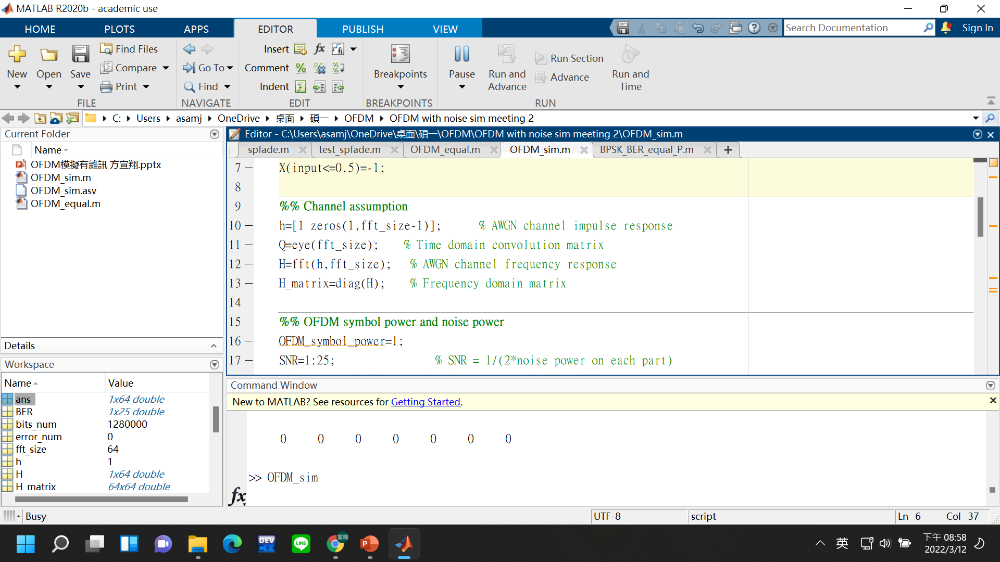 MATLAB R2020b - academic use
HOME PLOTS APPS EDITOR PUBLISH VIEW Search Documentation Sign In
New Open Save Find Files Compare Print
Go To Find
Insert fx fi
Comment
Indent
Breakpoints
Pause Run and Advance Run Section Advance Run and Time
FILE NAVIGATE EDIT BREAKPOINTS RUN
C: Users asamj OneDrive 桌面 碩一 OFDM OFDM with noise sim meeting 2
Current Folder
Name
OFDM模擬有雜訊 方宣翔.pptx
OFDM_sim.m
OFDM_sim.asv
OFDM_equal.m
Details
Workspace
Name Value
ans 1x64 double
BER 1x25 double
bits_num 1280000
error_num 0
fft_size 64
h 1
H 1x64 double
H_matrix 64x64 double
Editor - C:\Users\asamj\OneDrive\桌面\碩一\OFDM\OFDM with noise sim meeting 2\OFDM_sim.m
spfade.m test_spfade.m OFDM_equal.m OFDM_sim.m BPSK_BER_equal_P.m
7 X(input<=0.5)=-1;
8
9 %% Channel assumption
10 h=[1 zeros(1,fft_size-1)]; % AWGN channel impulse response
11 Q=eye(fft_size); % Time domain convolution matrix
12 H=fft(h,fft_size); % AWGN channel frequency response
13 H_matrix=diag(H); % Frequency domain matrix
14
15 %% OFDM symbol power and noise power
16 OFDM_symbol_power=1;
17 SNR=1:25; % SNR = 1/(2*noise power on each part)
Command Window
New to MATLAB? See resources for Getting Started.
0 0 0 0 0 0 0
>> OFDM_sim
fx
Busy UTF-8 script Ln 6 Col 37
DEV C++ LINE 宣翔 P 英 下午 08:58
2022/3/12